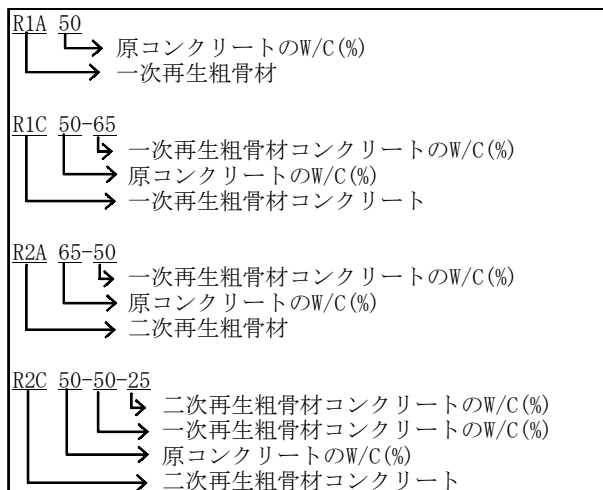 R1A 50
原コンクリートのW/C(%)
一次再生粗骨材
R1C 50-65
一次再生粗骨材コンクリートのW/C(%)
原コンクリートのW/C(%)
一次再生粗骨材コンクリート
R2A 65-50
一次再生粗骨材コンクリートのW/C(%)
原コンクリートのW/C(%)
二次再生粗骨材
R2C 50-50-25
二次再生粗骨材コンクリートのW/C(%)
一次再生粗骨材コンクリートのW/C(%)
原コンクリートのW/C(%)
二次再生粗骨材コンクリート